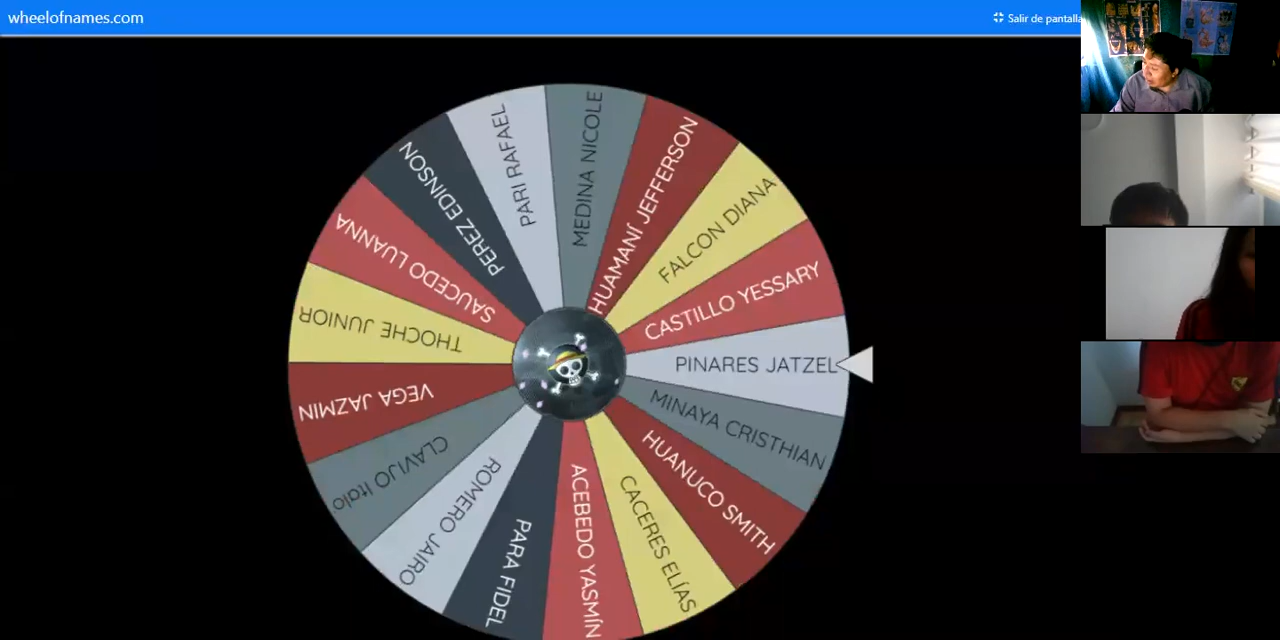 wheelofnames.com
Salir de pantalla
MEDINA NICOLE
HUAMANÍ JEFFERSON
FALCON DIANA
CASTILLO YESSARY
PINARES JATZEL
MINAYA CRISTHIAN
HUANUCO SMITH
CACERES ELÍAS
ACEBEDO YASMÍN
PARA FIDEL
ROMERO JAIRO
CLAVIJO Italo
VEGA JAZMIN
THOCHE JUNIOR
SAUCEDO LUANNA
PEREZ EDINSON
PARI RAFAEL